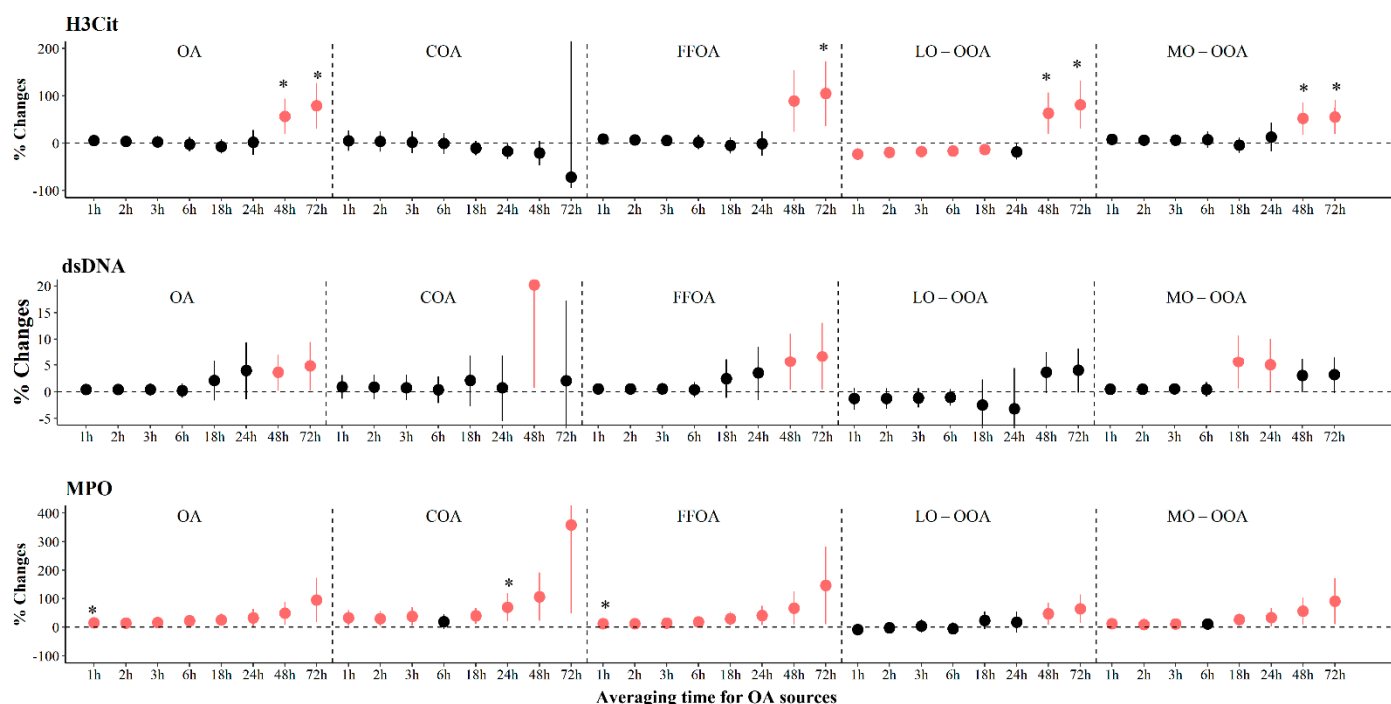 H3Cit
% Changes
200
100
0
-100
OA
COA
FFOA
LO – OOA
MO – OOA
* * * * * * *
1h 2h 3h 6h 18h 24h 48h 72h 1h 2h 3h 6h 18h 24h 48h 72h 1h 2h 3h 6h 18h 24h 48h 72h 1h 2h 3h 6h 18h 24h 48h 72h 1h 2h 3h 6h 18h 24h 48h 72h
dsDNA
% Changes
20
15
10
5
0
-5
OA
COA
FFOA
LO – OOA
MO – OOA
1h 2h 3h 6h 18h 24h 48h 72h 1h 2h 3h 6h 18h 24h 48h 72h 1h 2h 3h 6h 18h 24h 48h 72h 1h 2h 3h 6h 18h 24h 48h 72h 1h 2h 3h 6h 18h 24h 48h 72h
MPO
% Changes
400
300
200
100
0
-100
OA
COA
FFOA
LO – OOA
MO – OOA
* * *
1h 2h 3h 6h 18h 24h 48h 72h 1h 2h 3h 6h 18h 24h 48h 72h 1h 2h 3h 6h 18h 24h 48h 72h 1h 2h 3h 6h 18h 24h 48h 72h 1h 2h 3h 6h 18h 24h 48h 72h
Averaging time for OA sources